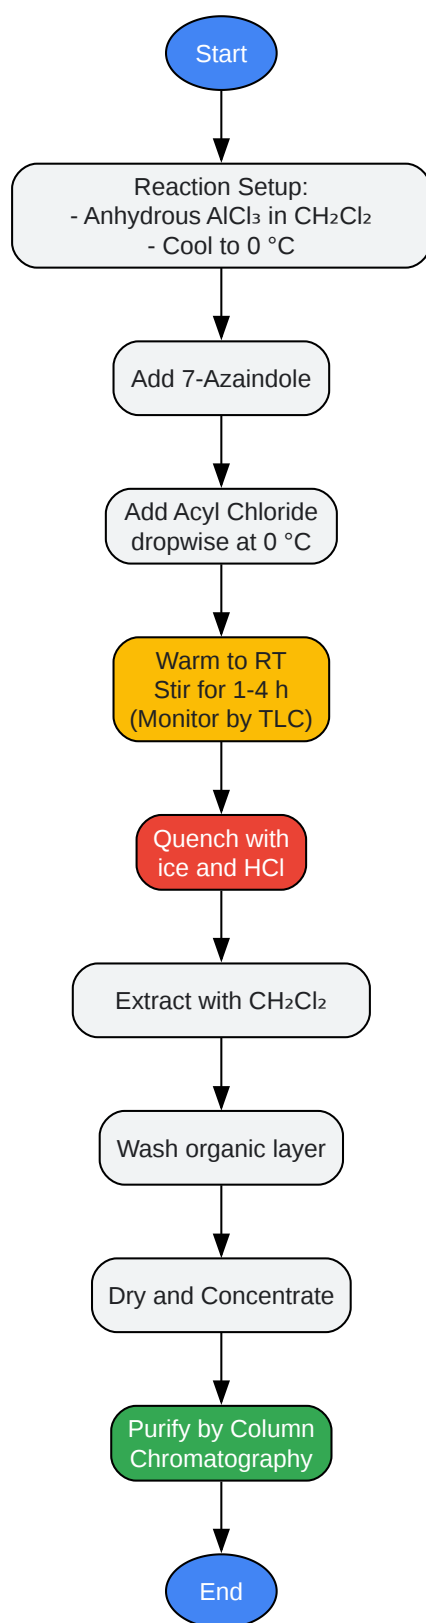 Start
Reaction Setup:
- Anhydrous AlCl₃ in CH₂Cl₂
- Cool to 0 °C
Add 7-Azaindole
Add Acyl Chloride
dropwise at 0 °C
Warm to RT
Stir for 1-4 h
(Monitor by TLC)
Quench with
ice and HCl
Extract with CH₂Cl₂
Wash organic layer
Dry and Concentrate
Purify by Column
Chromatography
End